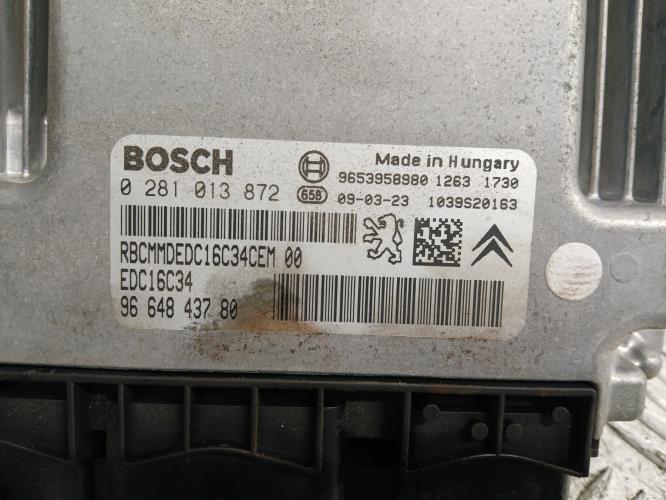 BOSCH
Made in Hungary
9653958980 1263 1730
0 281 013 872 658 09-03-23 1039S20163
RBCMMDEDC16C34CEM 00
EDC16C34
96 648 437 80